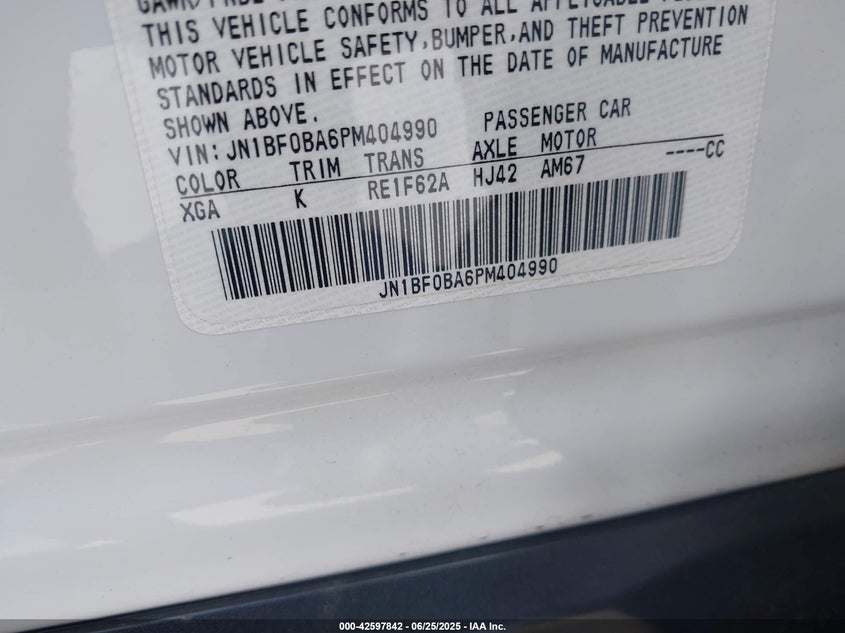 THIS VEHICLE CONFORMS TO ALL APPLICABLE
MOTOR VEHICLE SAFETY,BUMPER,AND THEFT PREVENTION
STANDARDS IN EFFECT ON THE DATE OF MANUFACTURE
SHOWN ABOVE.
VIN: JN1BF0BA6PM404990 PASSENGER CAR
COLOR TRIM TRANS AXLE MOTOR
XGA K RE1F62A HJ42 AM67 ----CC
JN1BF0BA6PM404990
000-42597842 - 06/25/2025 - IAA Inc.